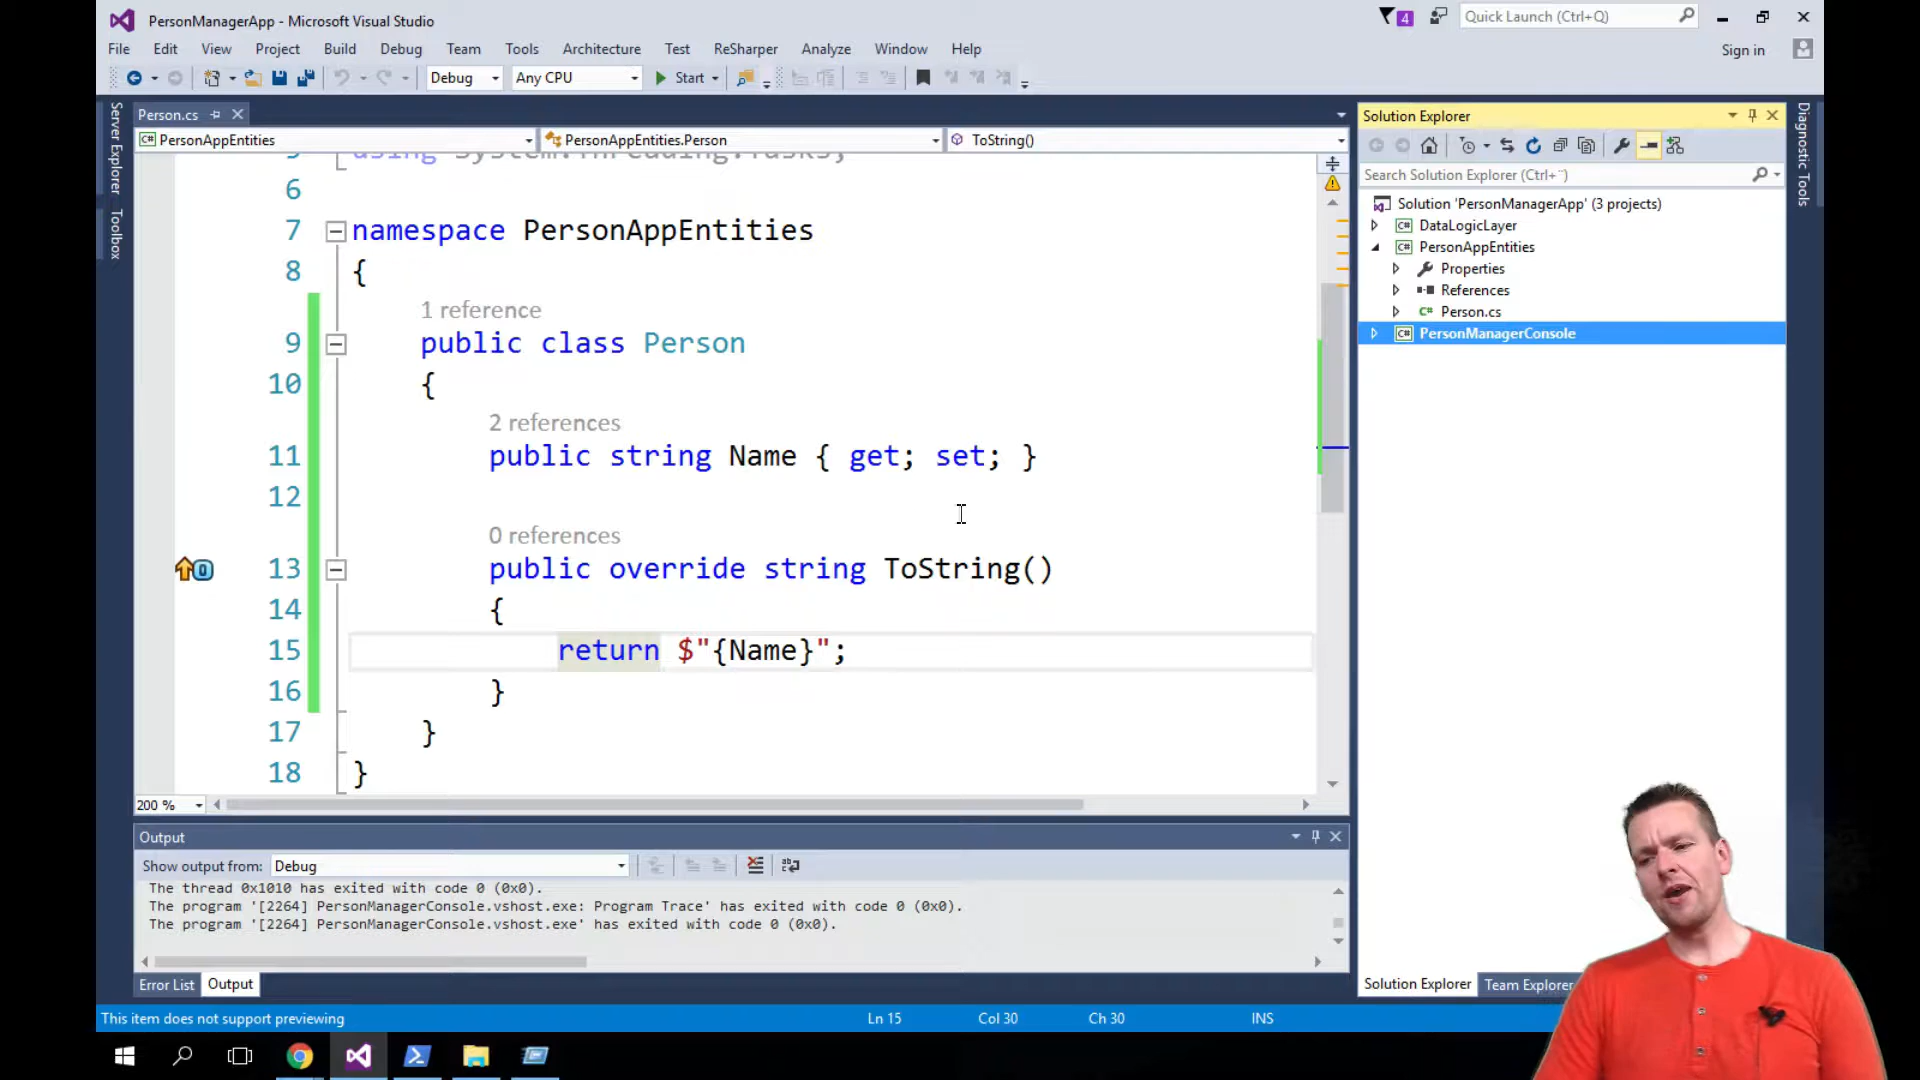 PersonManagerApp - Microsoft Visual Studio
4
Quick Launch (Ctrl+Q)
File Edit View Project Build Debug Team Tools Architecture Test ReSharper Analyze Window Help
Sign in
Debug Any CPU Start
Server Explorer
Toolbox
Person.cs
PersonAppEntities
PersonAppEntities.Person
ToString()
using System.Threading.Tasks;
6
7 namespace PersonAppEntities
8 {
1 reference
9 public class Person
10 {
2 references
11 public string Name { get; set; }
12
0 references
13 public override string ToString()
14 {
15 return $"{Name}";
16 }
17 }
18 }
200 %
Output
Show output from: Debug
The thread 0x1010 has exited with code 0 (0x0).
The program '[2264] PersonManagerConsole.vshost.exe: Program Trace' has exited with code 0 (0x0).
The program '[2264] PersonManagerConsole.vshost.exe' has exited with code 0 (0x0).
Error List Output
Solution Explorer
Search Solution Explorer (Ctrl+¨)
Solution 'PersonManagerApp' (3 projects)
C# DataLogicLayer
C# PersonAppEntities
Properties
References
C# Person.cs
C# PersonManagerConsole
Solution Explorer Team Explorer
Diagnostic Tools
This item does not support previewing
Ln 15 Col 30 Ch 30 INS